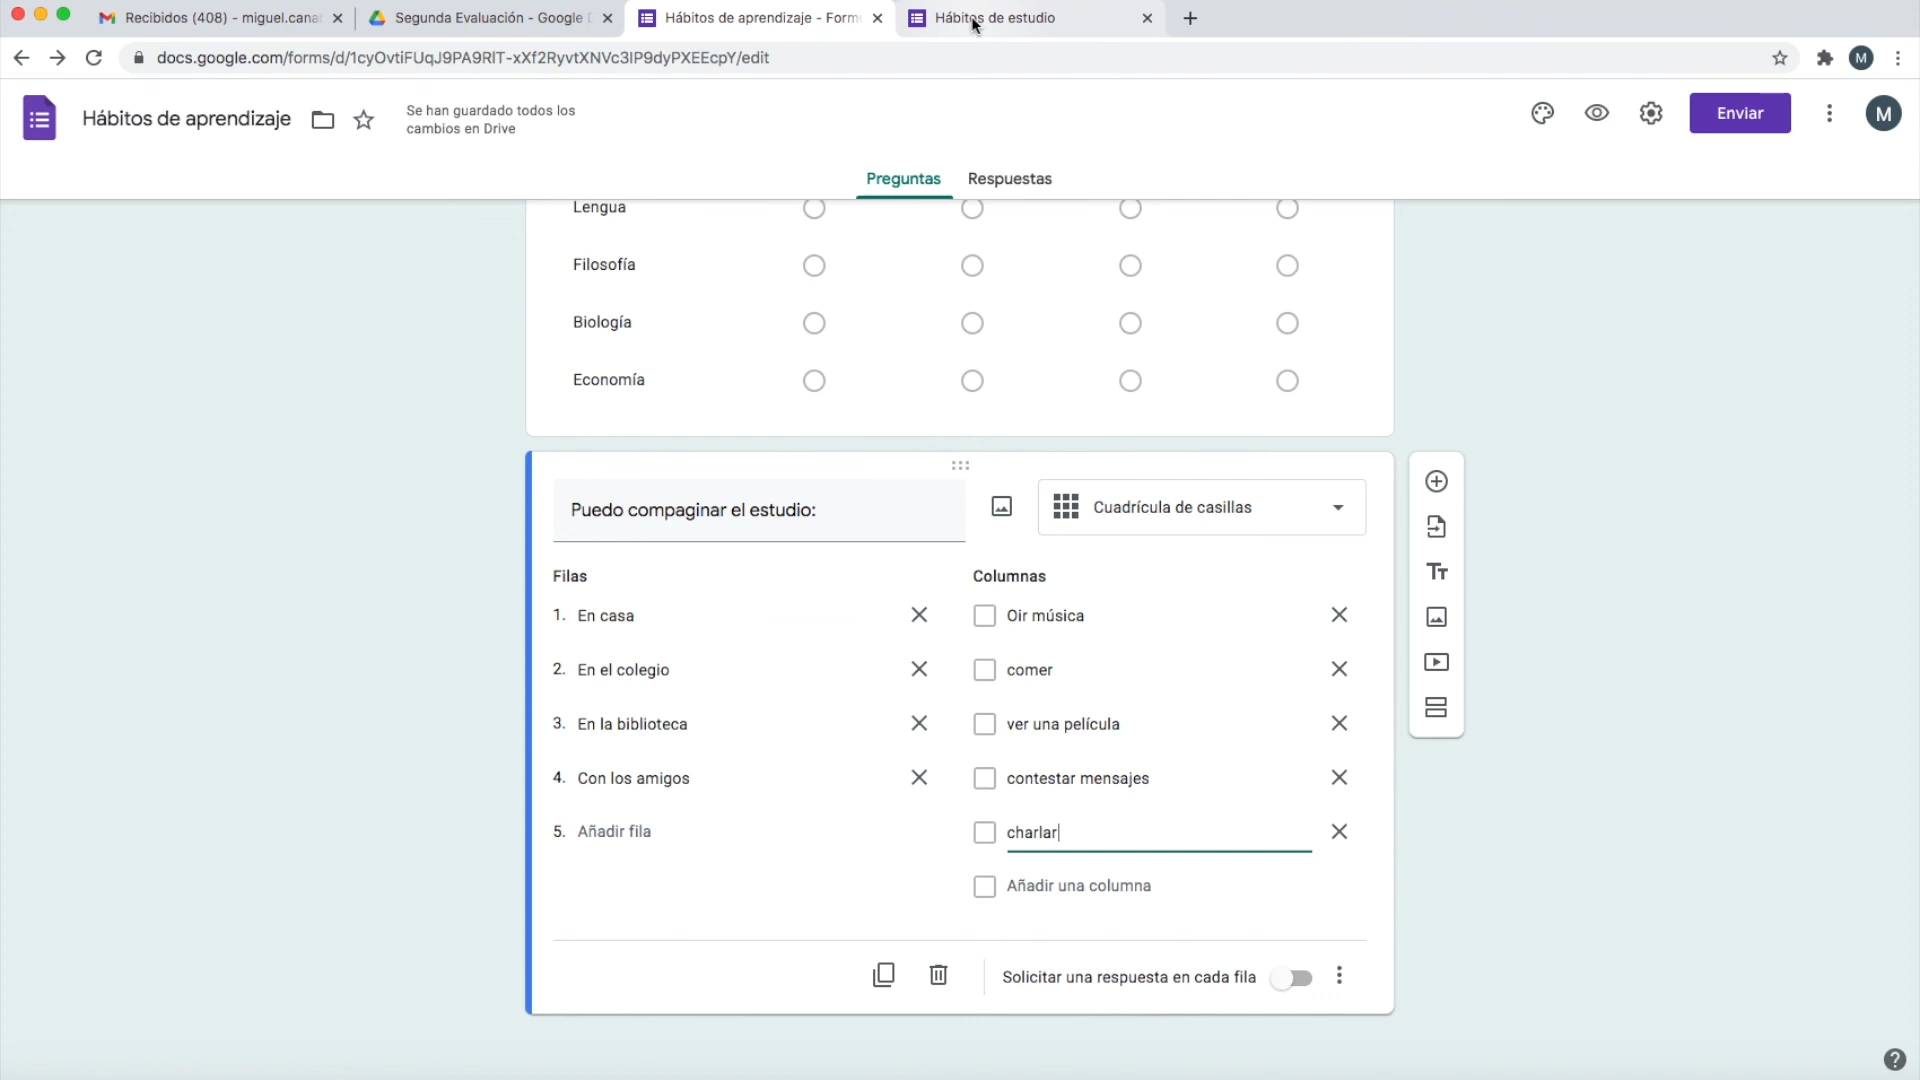 Recibidos (408) - miguel.cana
Segunda Evaluación - Google D
Hábitos de aprendizaje - Form
Hábitos de estudio
docs.google.com/forms/d/1cyOvtiFUqJ9PA9RlT-xXf2RyvtXNVc3IP9dyPXEEcpY/edit
M
Hábitos de aprendizaje
Se han guardado todos los
cambios en Drive
Enviar
M
Preguntas
Respuestas
Lengua
Filosofía
Biología
Economía
Puedo compaginar el estudio:
Cuadrícula de casillas
Filas
Columnas
1. En casa
Oir música
2. En el colegio
comer
3. En la biblioteca
ver una película
4. Con los amigos
contestar mensajes
5. Añadir fila
charlar
Añadir una columna
Solicitar una respuesta en cada fila